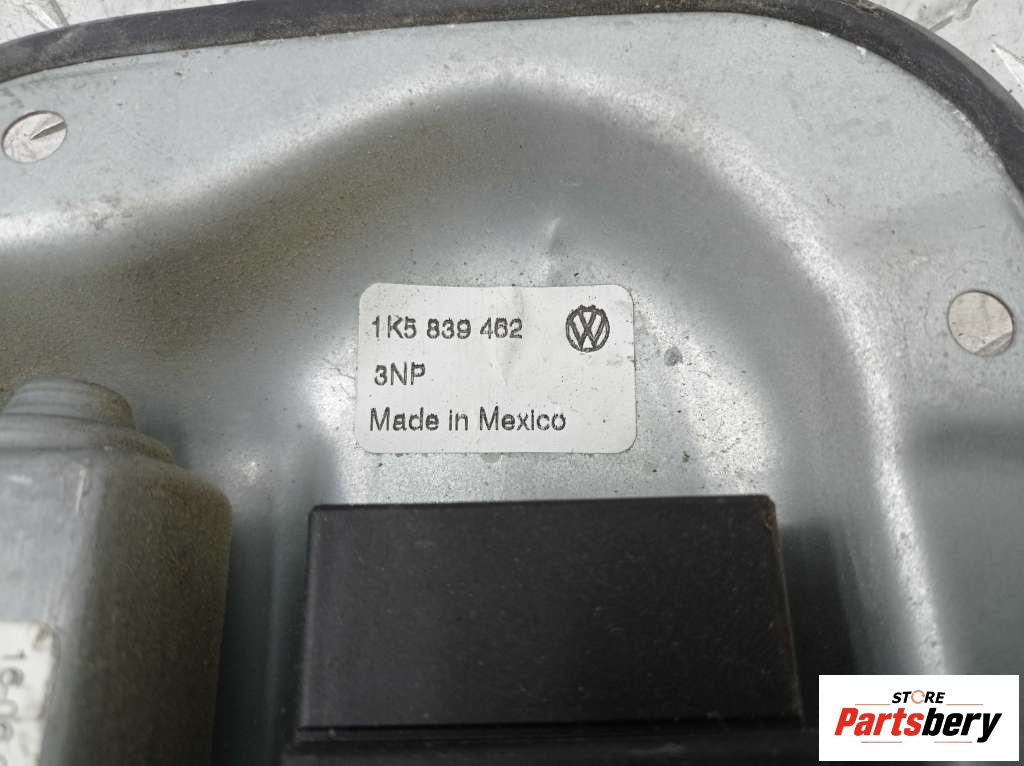 1K5 839 462
3NP
Made in Mexico
STORE
Partsbery